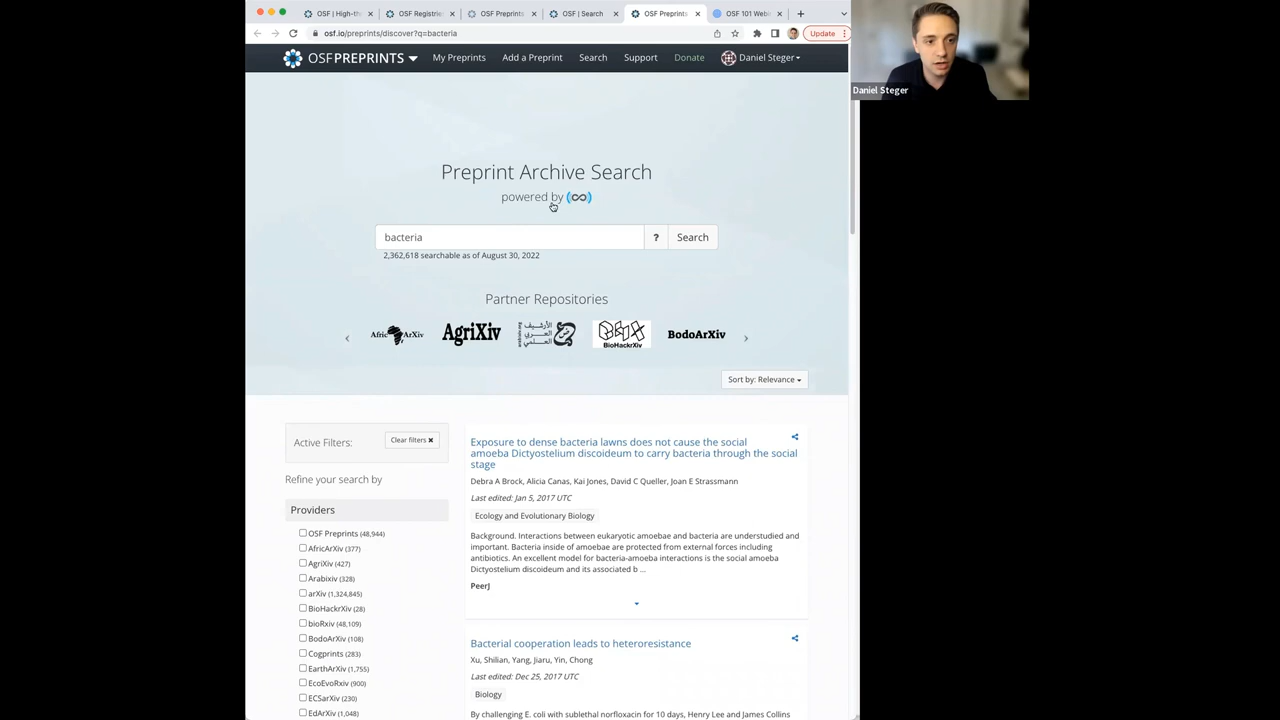 OSF | High-th
OSF Registrie
OSF Preprints
OSF | Search
OSF Preprints
OSF 101 Webi
osf.io/preprints/discover?q=bacteria
Update
OSFPREPRINTS
My Preprints
Add a Preprint
Search
Support
Donate
Daniel Steger
Daniel Steger
Preprint Archive Search
powered by
bacteria
?
Search
2,362,618 searchable as of August 30, 2022
Partner Repositories
AfricArXiv
AgriXiv
الأرشيف
العربي
العلمي
BioHackrXiv
BodoArXiv
Sort by: Relevance
Active Filters:
Clear filters ✖
Refine your search by
Providers
OSF Preprints (48,944)
AfricArXiv (377)
AgriXiv (427)
Arabixiv (328)
arXiv (1,324,845)
BioHackrXiv (28)
bioRxiv (48,109)
BodoArXiv (108)
Cogprints (283)
EarthArXiv (1,755)
EcoEvoRxiv (900)
ECSarXiv (230)
EdArXiv (1,048)
Exposure to dense bacteria lawns does not cause the social
amoeba Dictyostelium discoideum to carry bacteria through the social
stage
Debra A Brock, Alicia Canas, Kai Jones, David C Queller, Joan E Strassmann
Last edited: Jan 5, 2017 UTC
Ecology and Evolutionary Biology
Background. Interactions between eukaryotic amoebae and bacteria are understudied and
important. Bacteria inside of amoebae are protected from external forces including
antibiotics. An excellent model for bacteria-amoeba interactions is the social amoeba
Dictyostelium discoideum and its associated b ...
PeerJ
Bacterial cooperation leads to heteroresistance
Xu, Shilian, Yang, Jiaru, Yin, Chong
Last edited: Dec 25, 2017 UTC
Biology
By challenging E. coli with sublethal norfloxacin for 10 days, Henry Lee and James Collins